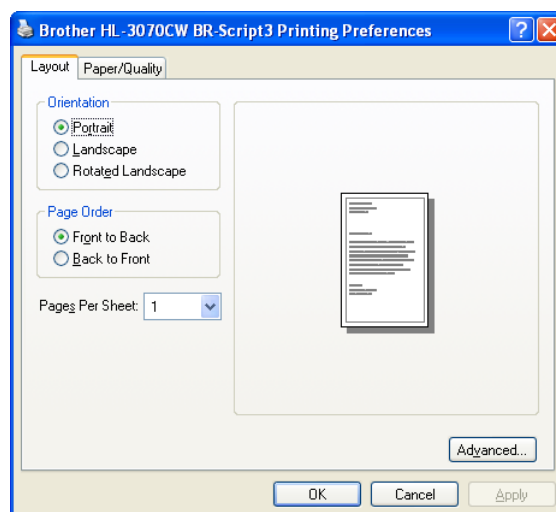 Brother HL-3070CW BR-Script3 Printing Preferences
Layout Paper/Quality
Orientation
Portrait
Landscape
Rotated Landscape
Page Order
Front to Back
Back to Front
Pages Per Sheet: 1
Advanced...
OK Cancel Apply